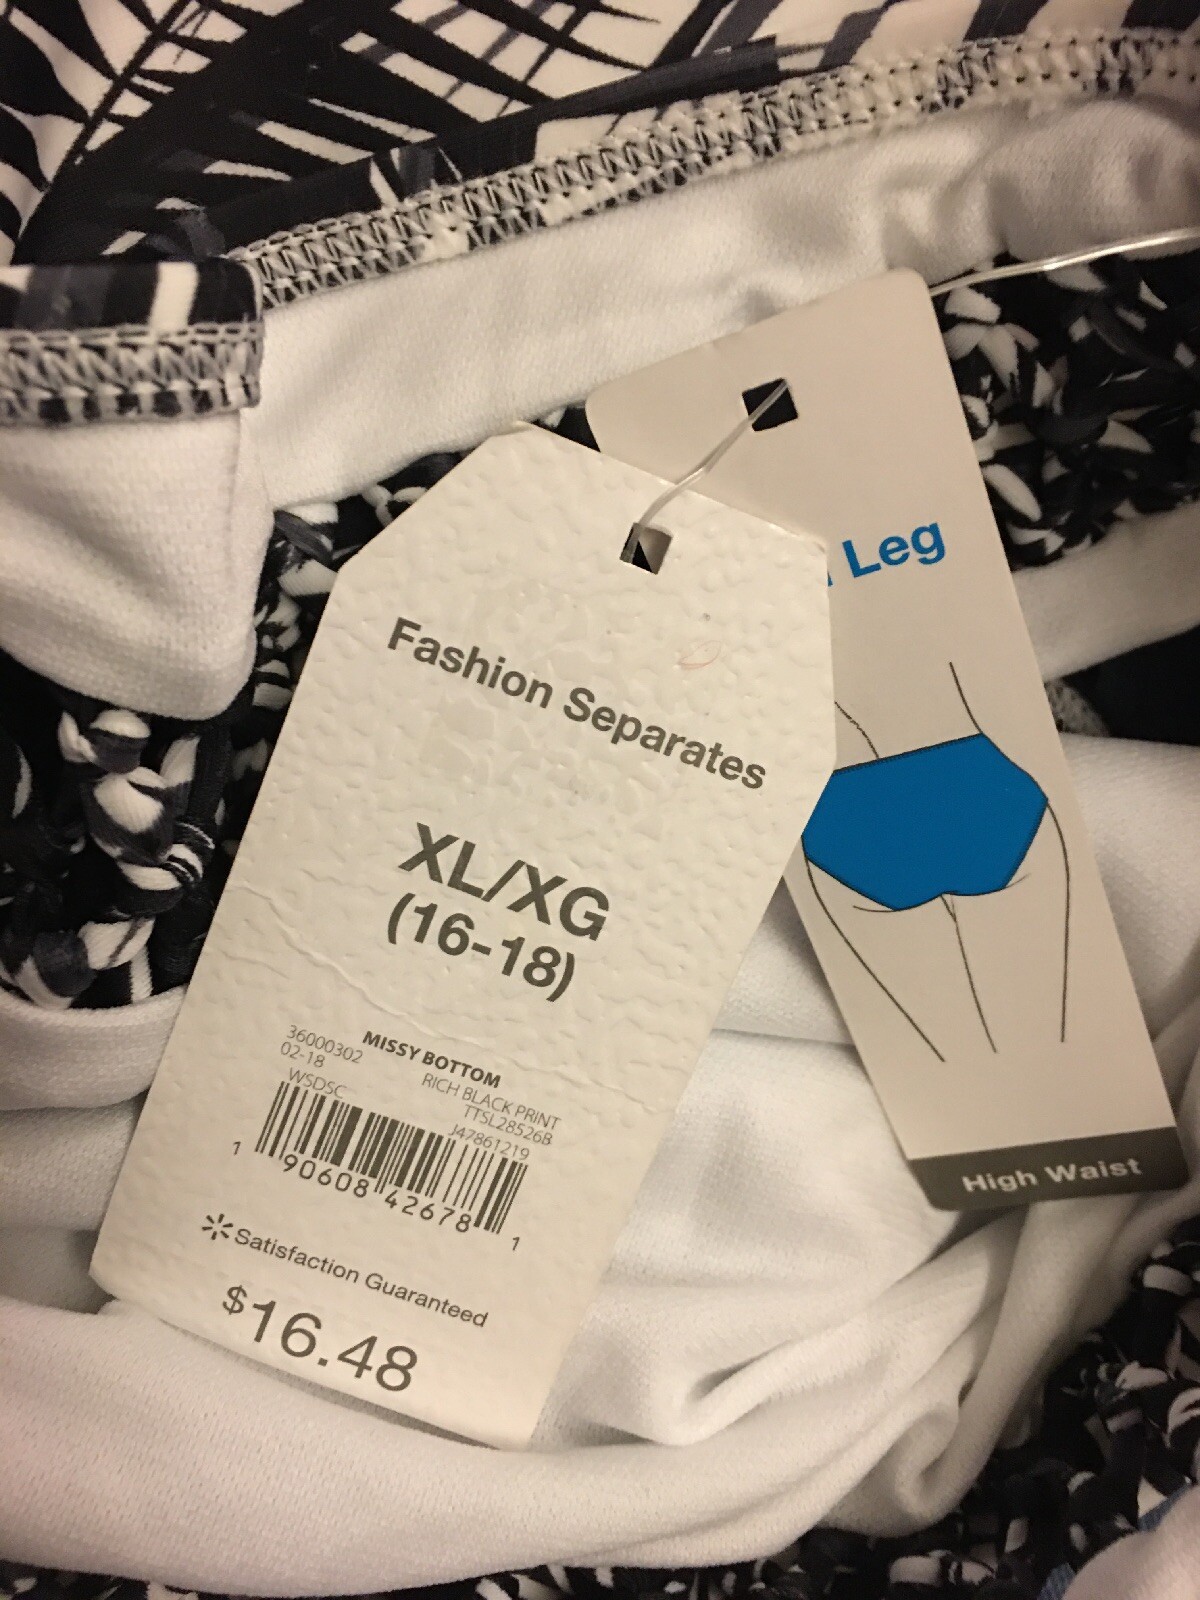 Leg
Fashion Separates
XL/XG
(16-18)
36000302
02-18
WSDSC
MISSY BOTTOM
RICH BLACK PRINT
TTSL28526B
J47861219
1 90608 42678 1
Satisfaction Guaranteed
$16.48
High Waist